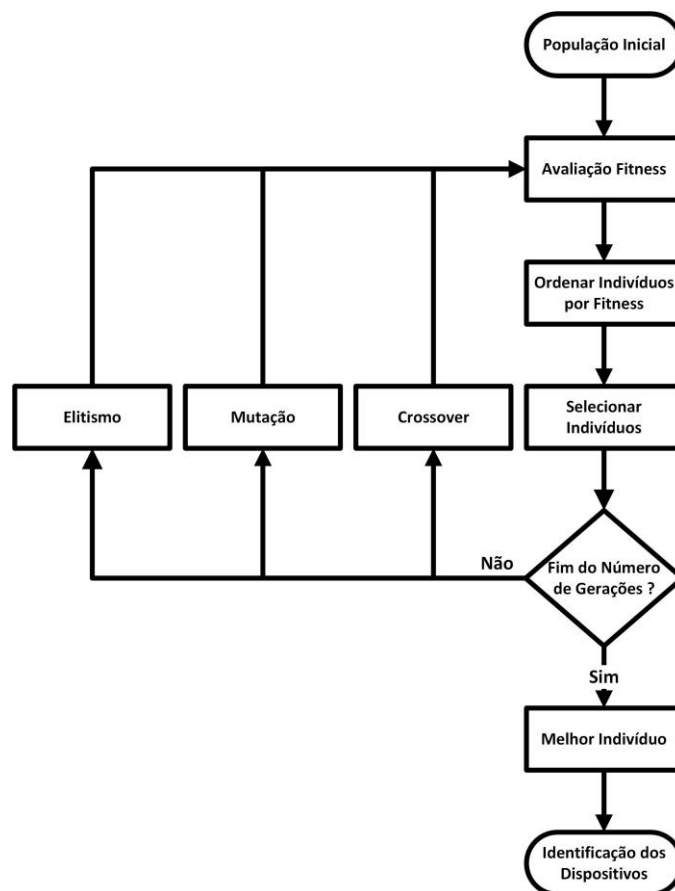 População Inicial
Avaliação Fitness
Ordenar Indivíduos
por Fitness
Elitismo
Mutação
Crossover
Selecionar
Indivíduos
Não
Fim do Número
de Gerações ?
Sim
Melhor Indivíduo
Identificação dos
Dispositivos